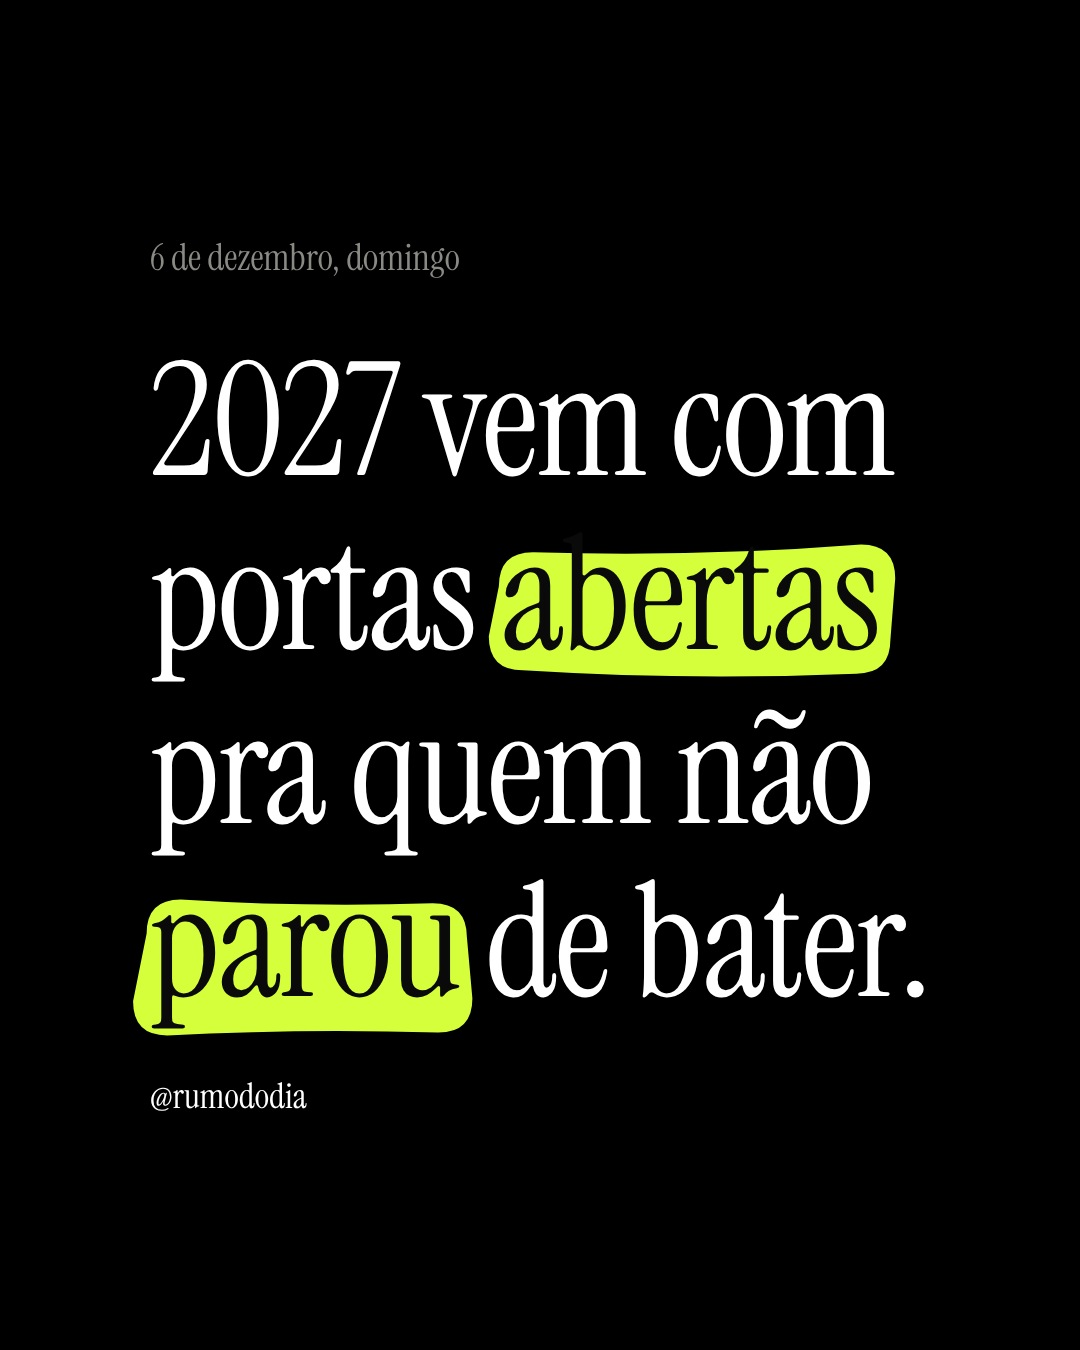 6 de dezembro, domingo
2027 vem com
portas abertas
pra quem não
parou de bater.
@rumododia